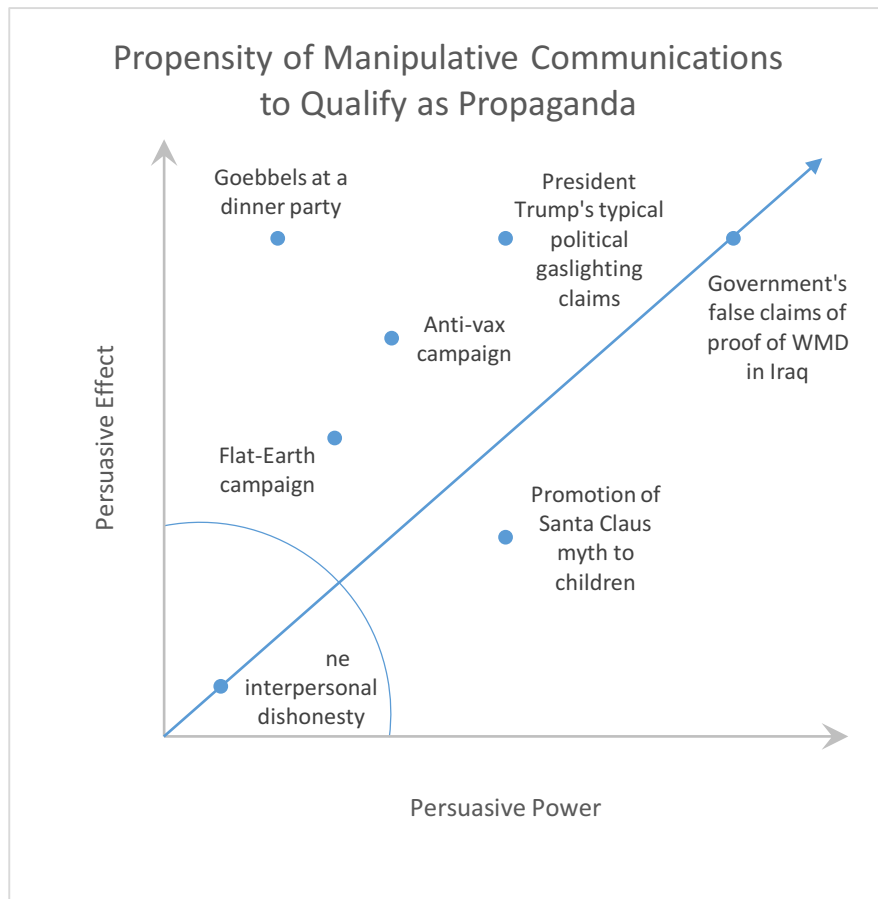 Propensity of Manipulative Communications
to Qualify as Propaganda
Goebbels at a
dinner party
President
Trump's typical
political
gaslighting
claims
Government's
false claims of
proof of WMD
in Iraq
Anti-vax
campaign
Flat-Earth
campaign
Promotion of
Santa Claus
myth to
children
ne
interpersonal
dishonesty
Persuasive Effect
Persuasive Power